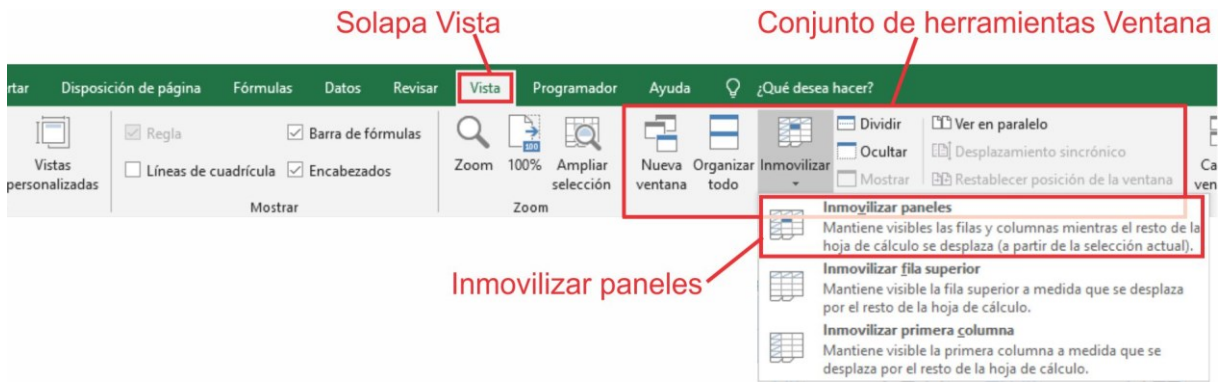 Solapa Vista
Conjunto de herramientas Ventana
rtar Disposición de página Fórmulas Datos Revisar Vista Programador Ayuda ¿Qué desea hacer?
Regla Barra de fórmulas Dividir Ver en paralelo
100
Vistas personalizadas Líneas de cuadrícula Encabezados Zoom 100% Ampliar selección Nueva ventana Organizar todo Inmovilizar Ocultar Desplazamiento sincrónico
Mostrar Restablecer posición de la ventana
Mostrar Zoom
Inmovilizar paneles
Mantiene visibles las filas y columnas mientras el resto de la
hoja de cálculo se desplaza (a partir de la selección actual).
Inmovilizar paneles
Inmovilizar fila superior
Mantiene visible la fila superior a medida que se desplaza
por el resto de la hoja de cálculo.
Inmovilizar primera columna
Mantiene visible la primera columna a medida que se
desplaza por el resto de la hoja de cálculo.